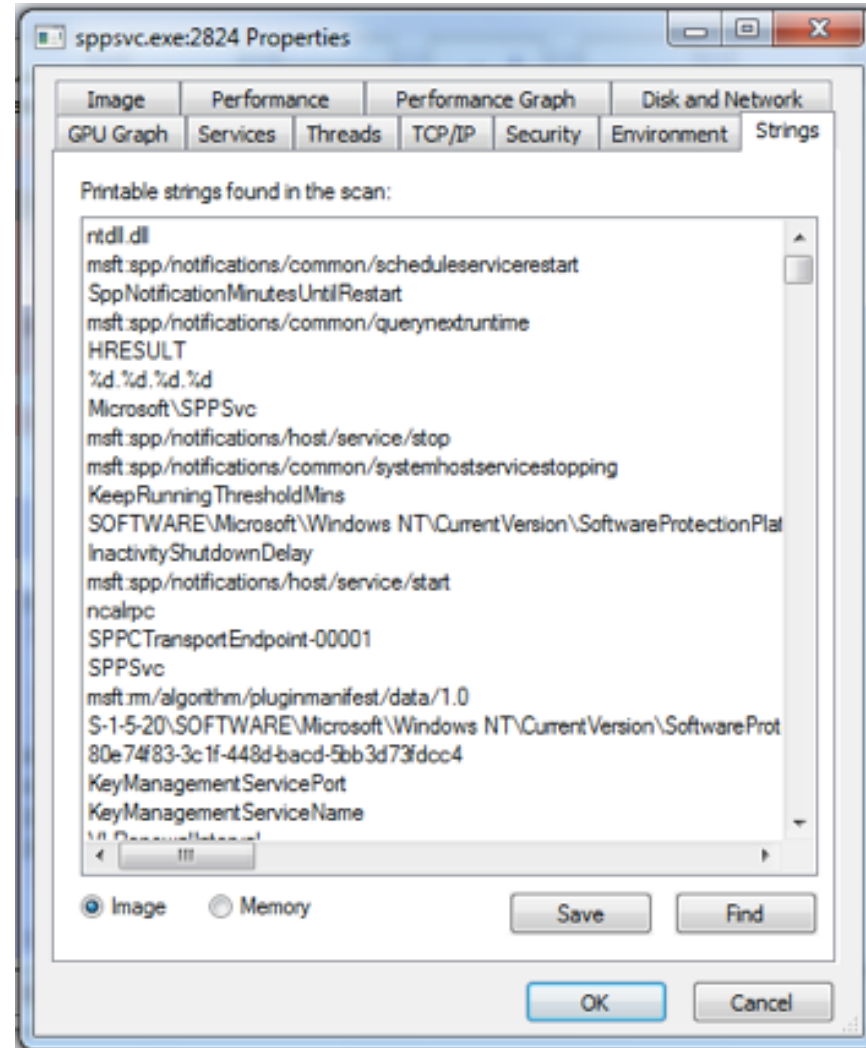 sppsvc.exe:2824 Properties
Image Performance Performance Graph Disk and Network
GPU Graph Services Threads TCP/IP Security Environment Strings
Printable strings found in the scan:
ntdll.dll
msft:spp/notifications/common/scheduleservicerestart
SppNotificationMinutesUntilRestart
msft:spp/notifications/common/querynextruntime
HRESULT
%d.%d.%d.%d
Microsoft\SPPSvc
msft:spp/notifications/host/service/stop
msft:spp/notifications/common/systemhostservicestopping
KeepRunningThresholdMins
SOFTWARE\Microsoft\Windows NT\CurrentVersion\SoftwareProtectionPlat
InactivityShutdownDelay
msft:spp/notifications/host/service/start
ncalrpc
SPPCTransportEndpoint-00001
SPPSvc
msft:rm/algorithm/pluginmanifest/data/1.0
S-1-5-20\SOFTWARE\Microsoft\Windows NT\CurrentVersion\SoftwareProt
80e74f83-3c1f-448d-bacd-5bb3d73fdcc4
KeyManagementServicePort
KeyManagementServiceName
Image Memory Save Find
OK Cancel